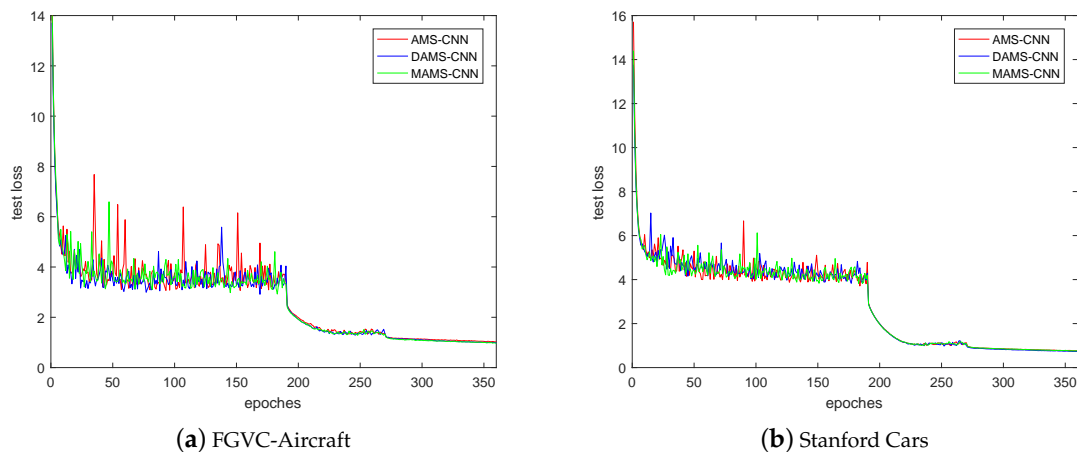 14
12
10
8
6
4
2
0
test loss
0 50 100 150 200 250 300 350
epoches
AMS-CNN
DAMS-CNN
MAMS-CNN
(a) FGVC-Aircraft
16
14
12
10
8
6
4
2
0
test loss
0 50 100 150 200 250 300 350
epoches
AMS-CNN
DAMS-CNN
MAMS-CNN
(b) Stanford Cars